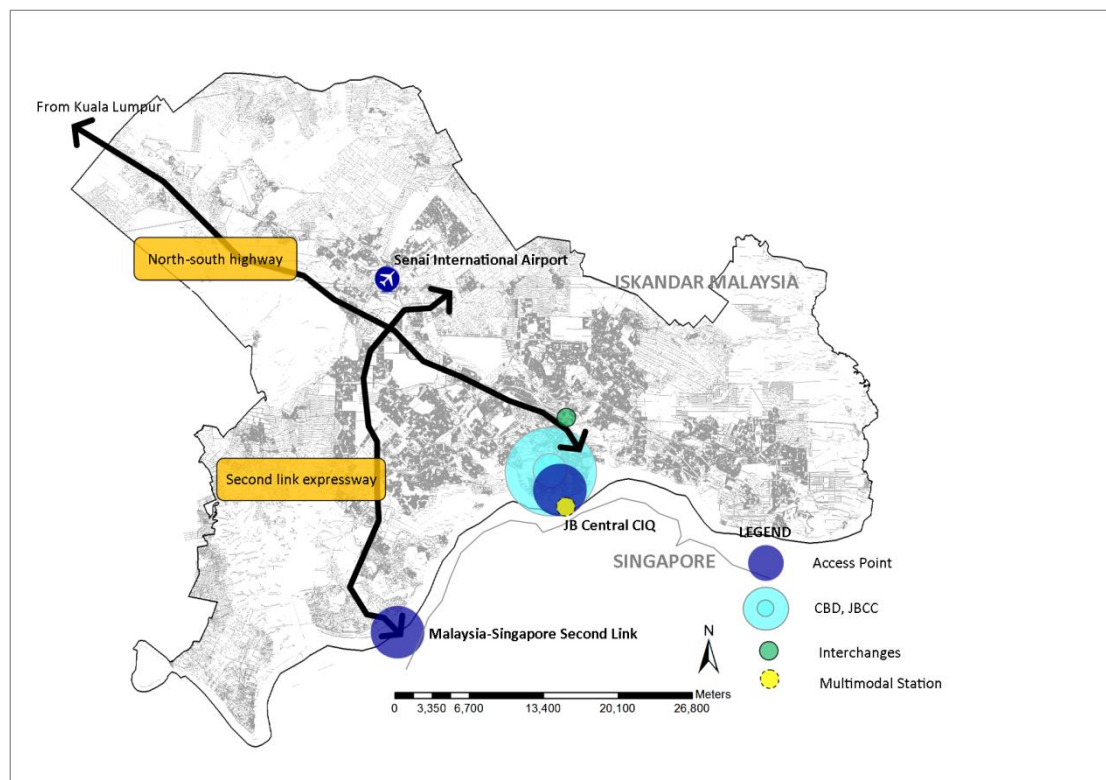 From Kuala Lumpur
North-south highway
Senai International Airport
ISKANDAR MALAYSIA
Second link expressway
JB Central CIQ
SINGAPORE
Malaysia-Singapore Second Link
LEGEND
Access Point
CBD, JBCC
Interchanges
Multimodal Station
N
Meters
0 3,350 6,700 13,400 20,100 26,800